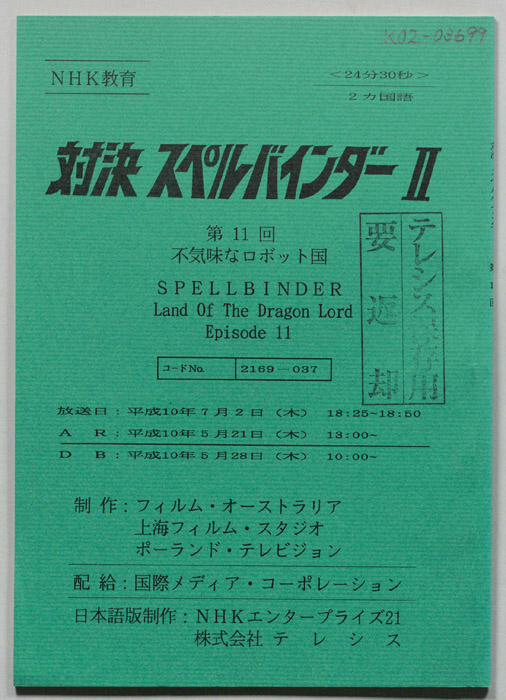 K02-03699
NHK教育
<24分30秒>
2カ国語
対決 スペルバインダー II
第 11 回
不気味なロボット国
SPELLBINDER
Land Of The Dragon Lord
Episode 11
コードNo. 2169-037
テレシス保存用
要返却
放送日:平成10年7月2日(木) 18:25~18:50
A R:平成10年5月21日(木) 13:00~
D B:平成10年5月28日(木) 10:00~
制 作:フィルム・オーストラリア
上海フィルム・スタジオ
ポーランド・テレビジョン
配 給:国際メディア・コーポレーション
日本語版制作:NHKエンタープライズ21
株式会社 テ レ シ ス